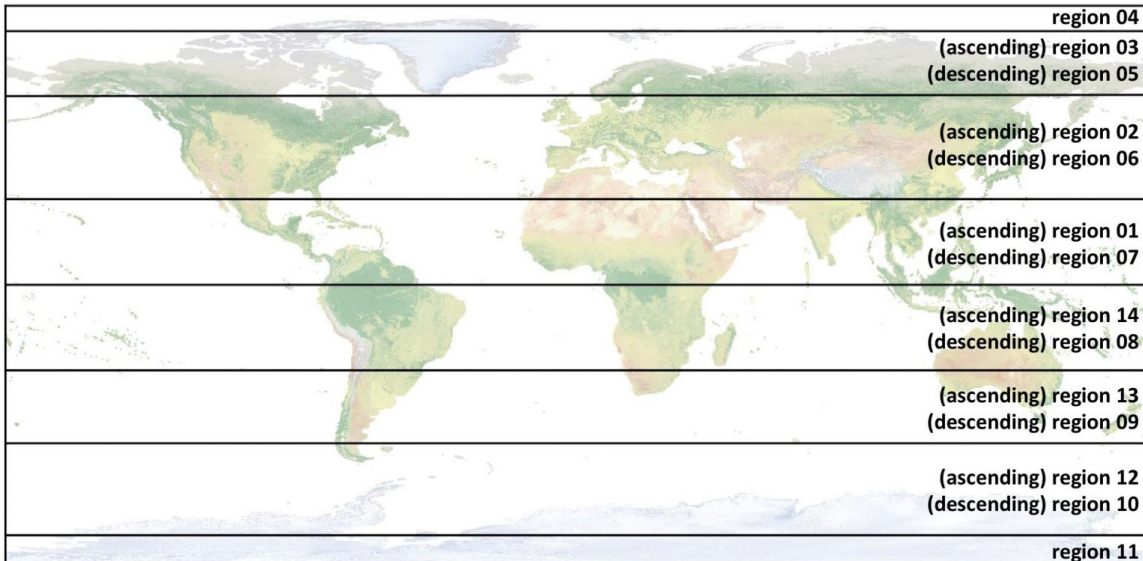 region 04
(ascending) region 03
(descending) region 05
(ascending) region 02
(descending) region 06
(ascending) region 01
(descending) region 07
(ascending) region 14
(descending) region 08
(ascending) region 13
(descending) region 09
(ascending) region 12
(descending) region 10
region 11